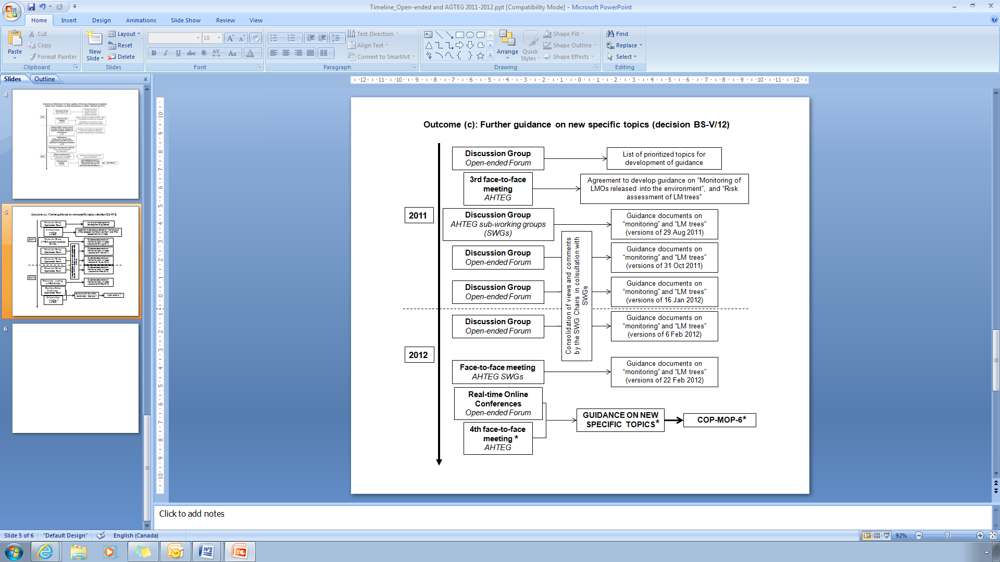 Timeline_Open-ended and AGTEG 2011-2012.ppt [Compatibility Mode] - Microsoft PowerPoint
Home Insert Design Animations Slide Show Review View
Paste
Cut
Copy
Format Painter
Clipboard
New
Slide
Layout
Reset
Delete
Slides
18
Font
Text Direction
Align Text
Convert to SmartArt
Paragraph
Arrange
Quick
Styles
Shape Fill
Shape Outline
Shape Effects
Drawing
Find
Replace
Select
Editing
Slides Outline
4
5
6
Outcome (c): Further guidance on new specific topics (decision BS-V/12)
Discussion Group
Open-ended Forum
List of prioritized topics for
development of guidance
3rd face-to-face
meeting
AHTEG
Agreement to develop guidance on “Monitoring of
LMOs released into the environment”, and “Risk
assessment of LM trees”
2011
Discussion Group
AHTEG sub-working groups
(SWGs)
Guidance documents on
“monitoring” and “LM trees”
(versions of 29 Aug 2011)
Discussion Group
Open-ended Forum
Guidance documents on
“monitoring” and “LM trees”
(versions of 31 Oct 2011)
Discussion Group
Open-ended Forum
Guidance documents on
“monitoring” and “LM trees”
(versions of 16 Jan 2012)
Consolidation of views and comments
by the SWG Chairs in colsultation with
SWGs
Discussion Group
Open-ended Forum
Guidance documents on
“monitoring” and “LM trees”
(versions of 6 Feb 2012)
2012
Face-to-face meeting
AHTEG SWGs
Guidance documents on
“monitoring” and “LM trees”
(versions of 22 Feb 2012)
Real-time Online
Conferences
Open-ended Forum
4th face-to-face
meeting *
AHTEG
GUIDANCE ON NEW
SPECIFIC TOPICS*
COP-MOP-6*
Click to add notes
Slide 5 of 6 "Default Design" English (Canada) 92%